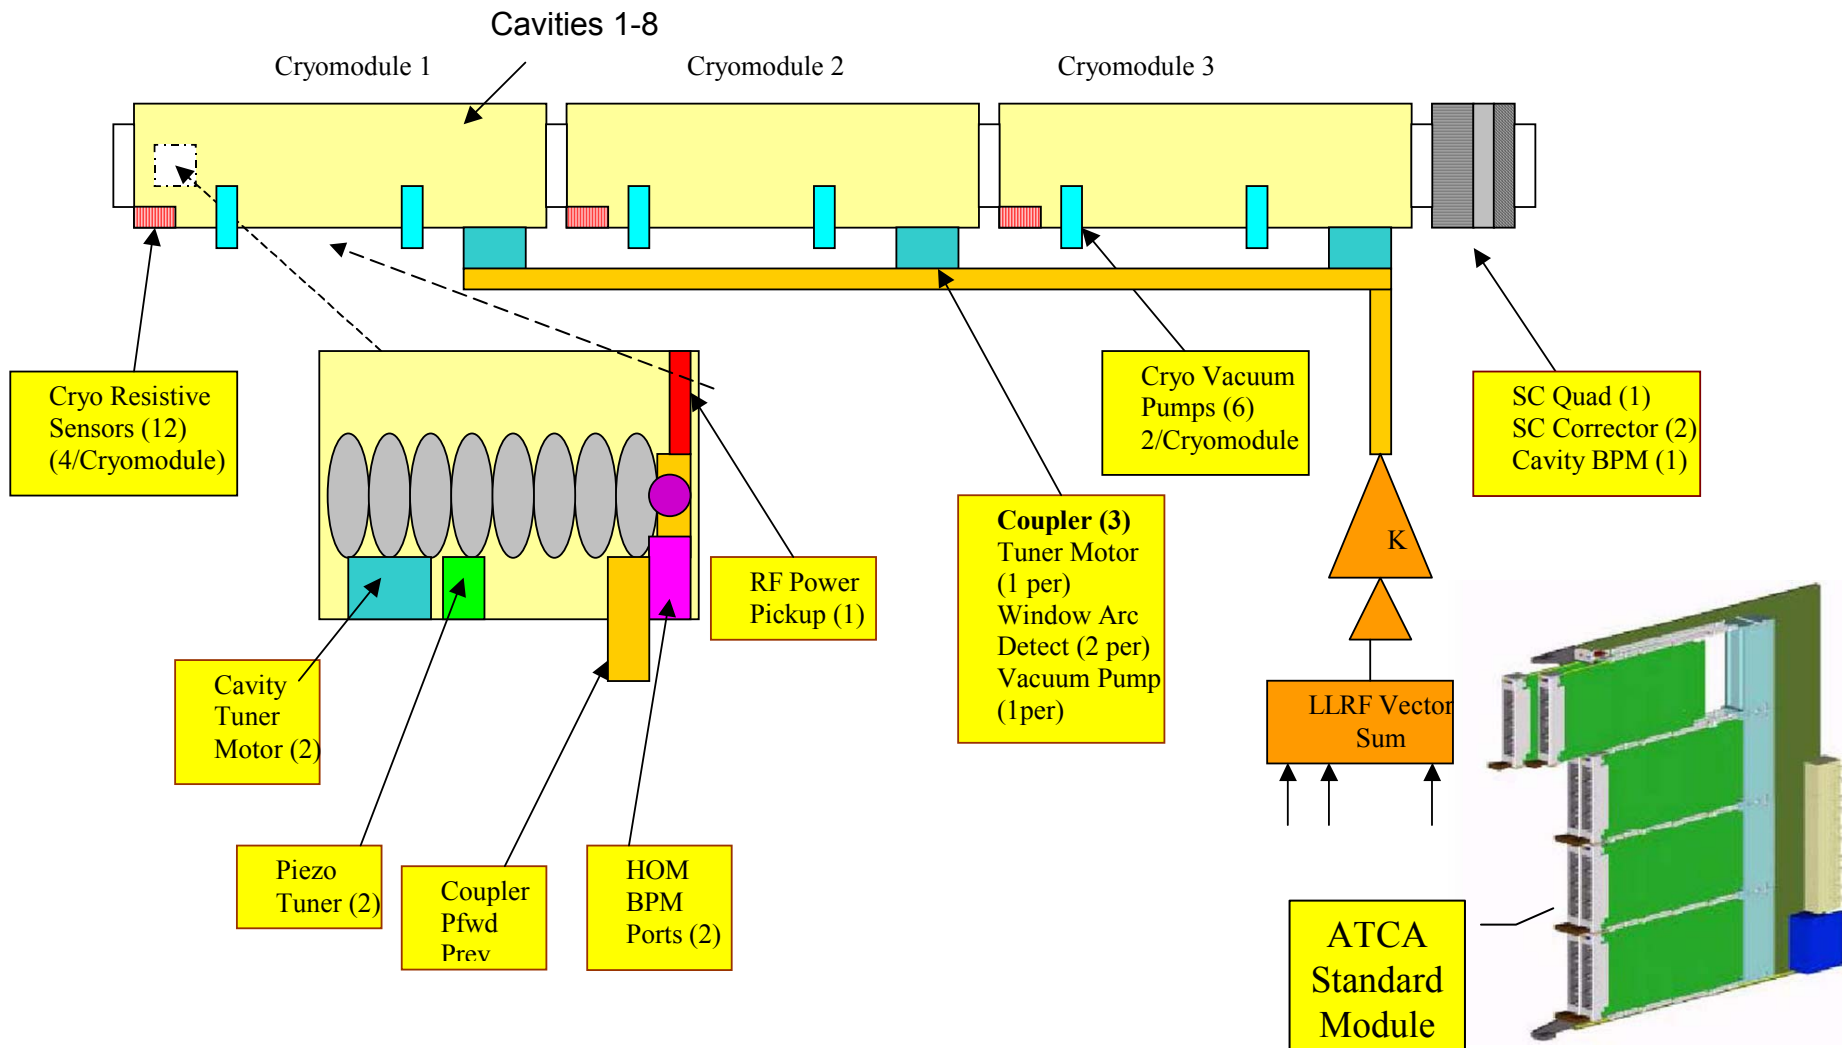 Cavities 1-8
Cryomodule 1
Cryomodule 2
Cryomodule 3
Cryo Resistive
Sensors (12)
(4/Cryomodule)
Cryo Vacuum
Pumps (6)
2/Cryomodule
SC Quad (1)
SC Corrector (2)
Cavity BPM (1)
Coupler (3)
Tuner Motor
(1 per)
Window Arc
Detect (2 per)
Vacuum Pump
(1per)
K
RF Power
Pickup (1)
LLRF Vector
Sum
Cavity
Tuner
Motor (2)
Piezo
Tuner (2)
Coupler
Pfwd
Prev
HOM
BPM
Ports (2)
ATCA
Standard
Module